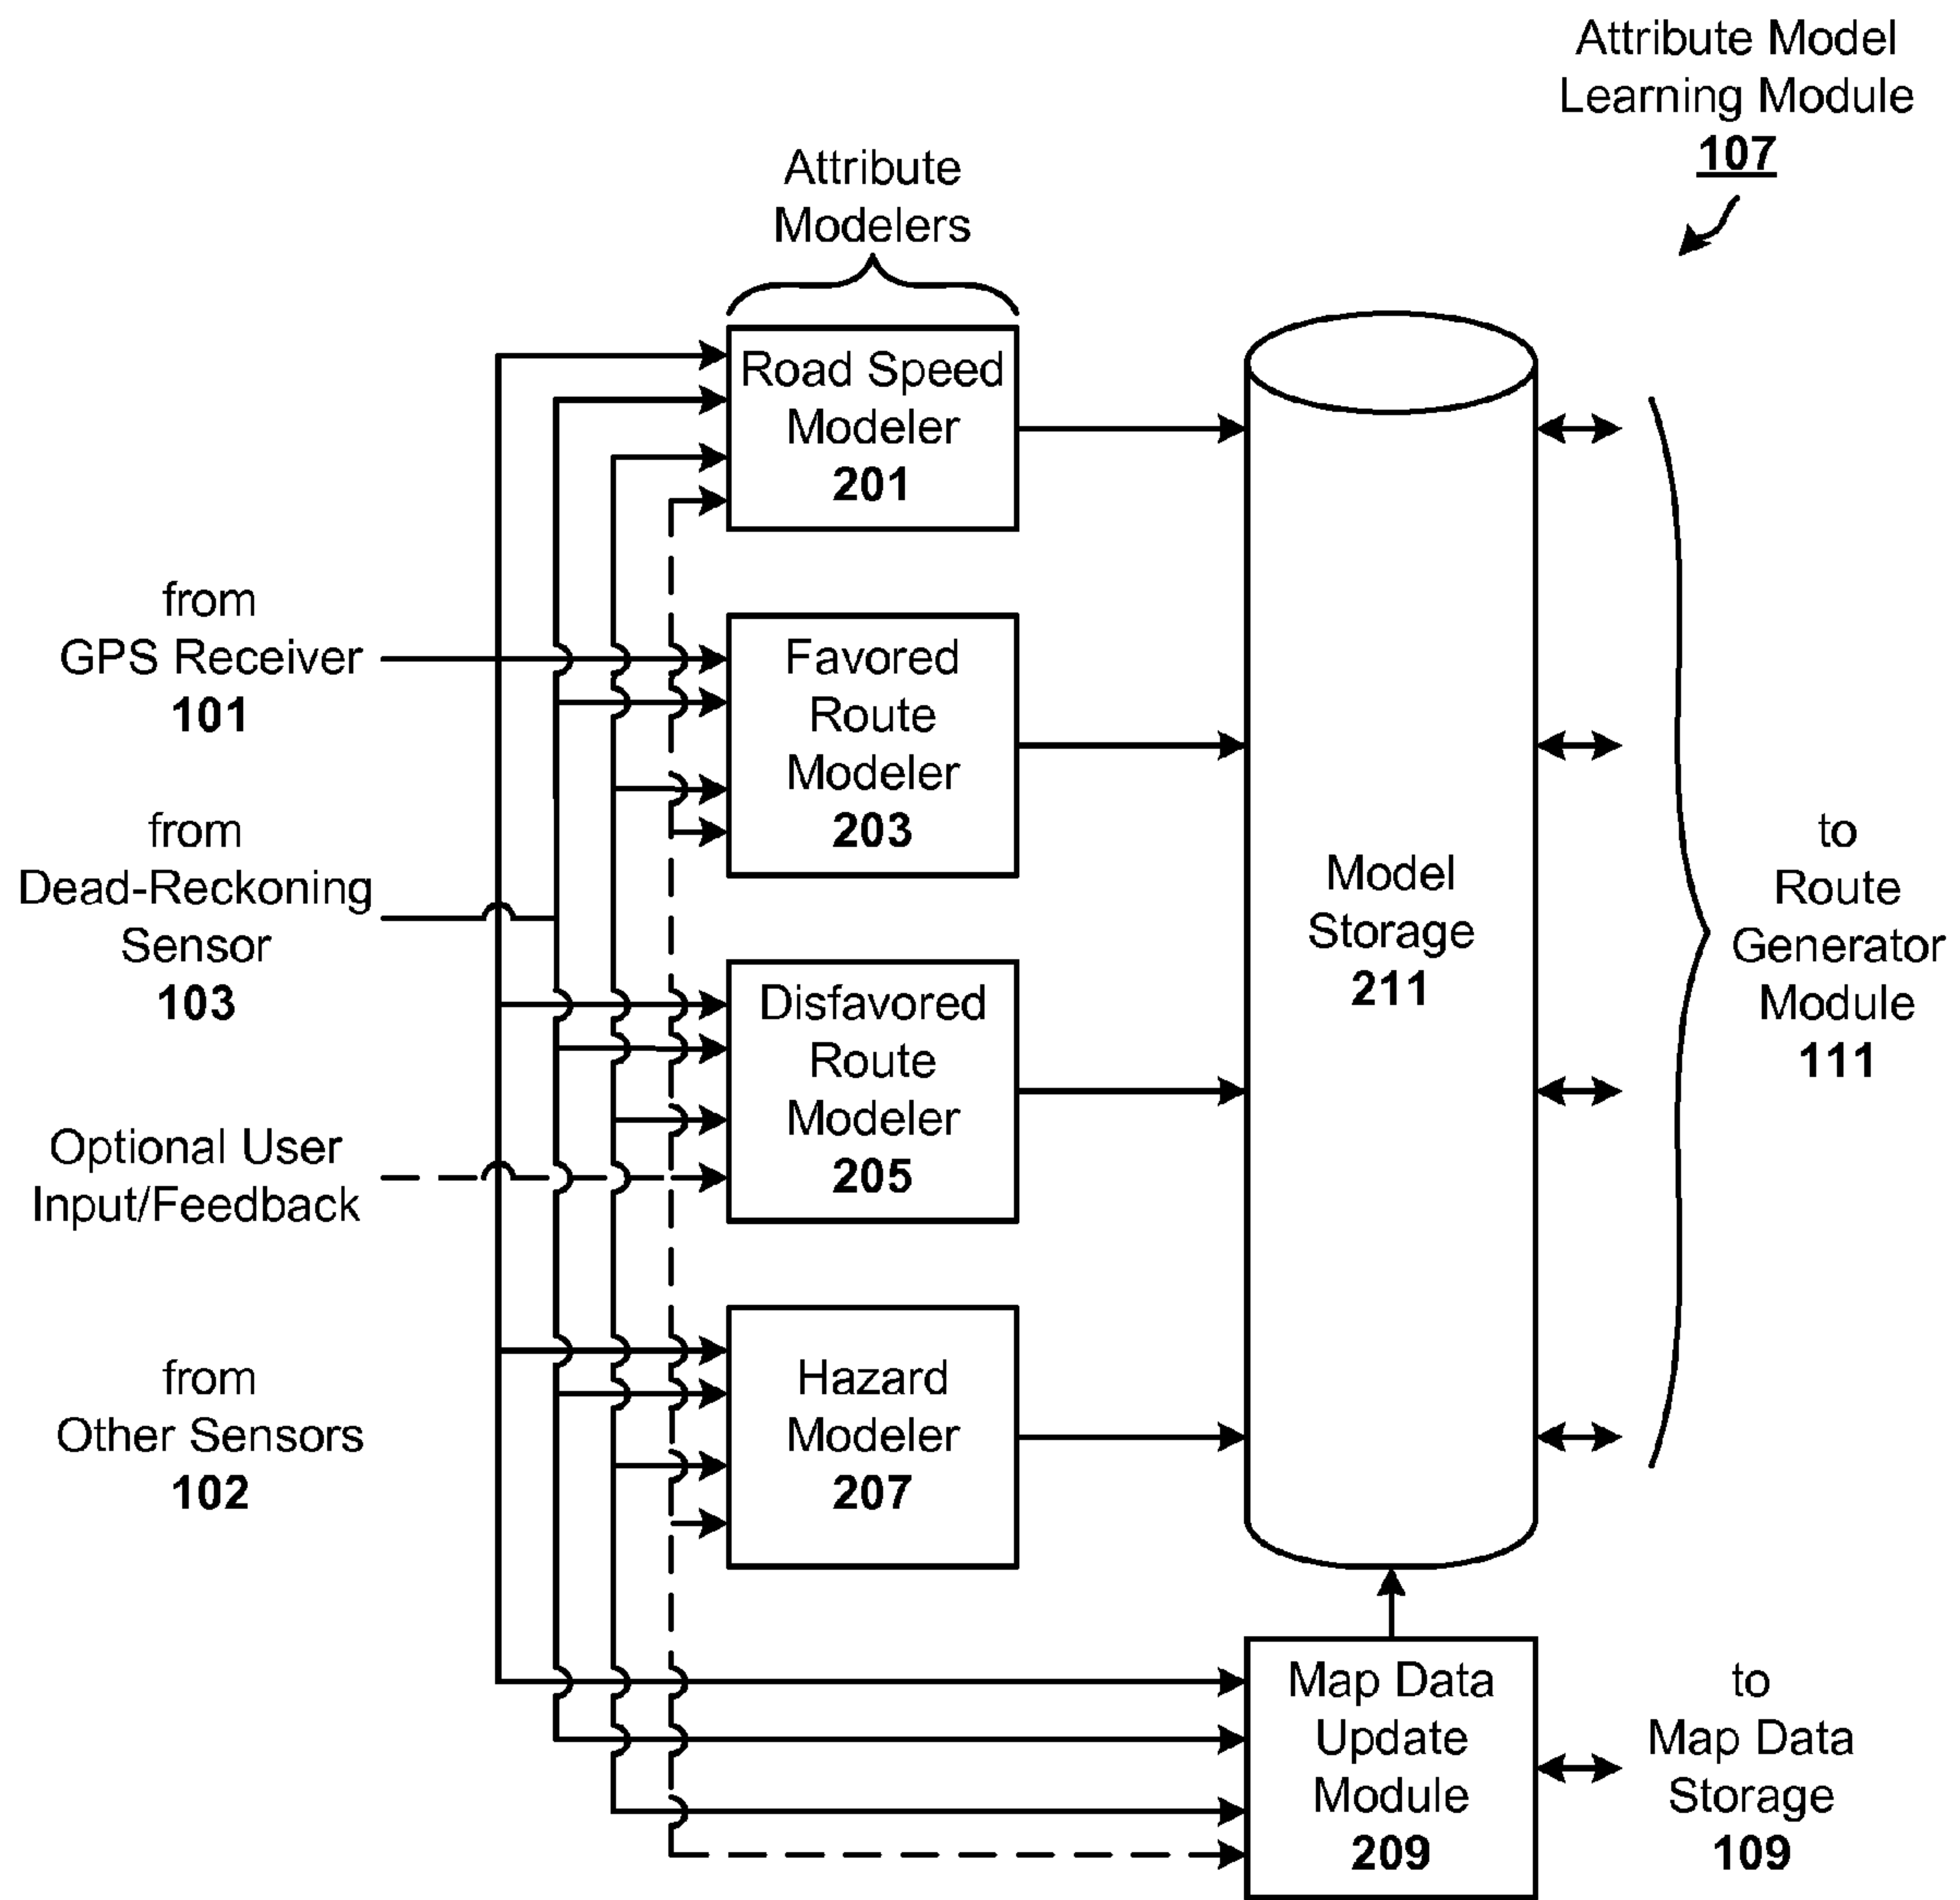 Attribute Model
Learning Module
107
Attribute
Modelers
Road Speed
Modeler
201
from
GPS Receiver
101
Favored
Route
Modeler
203
from
Dead-Reckoning
Sensor
103
Model
Storage
211
to
Route
Generator
Module
111
Disfavored
Route
Modeler
205
Optional User
Input/Feedback
from
Other Sensors
102
Hazard
Modeler
207
Map Data
Update
Module
209
to
Map Data
Storage
109